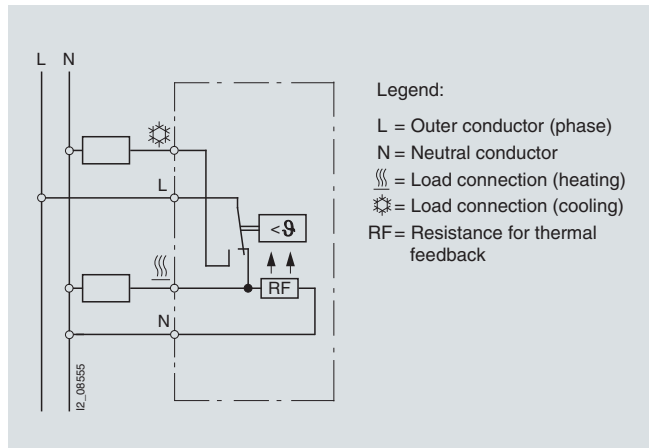 L N
Legend:
L = Outer conductor (phase)
N = Neutral conductor
= Load connection (heating)
= Load connection (cooling)
RF = Resistance for thermal
feedback
L
<ϑ
RF
N
I2_08555